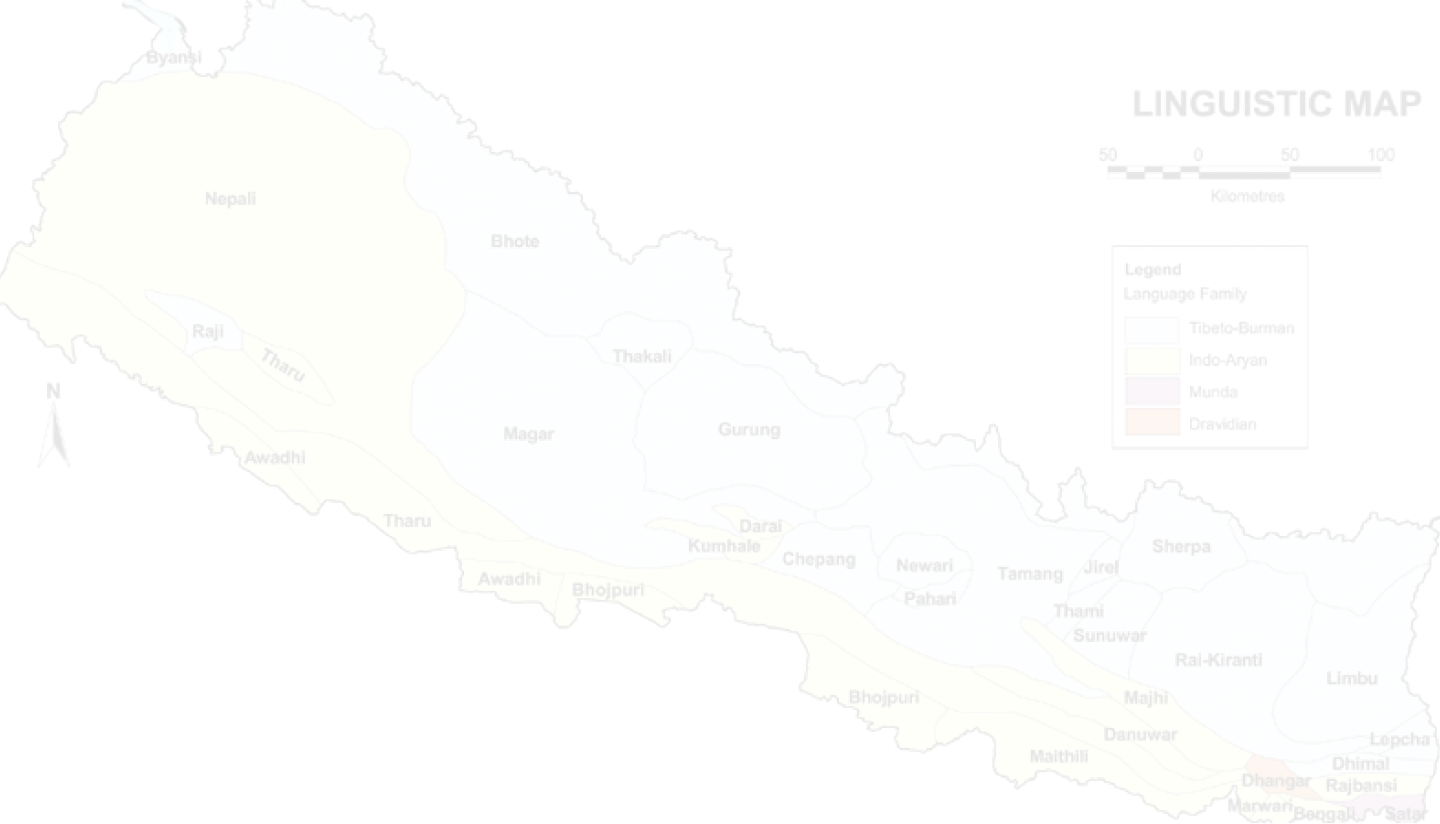 Byansi
LINGUISTIC MAP
50 0 50 100
Kilometres
Nepali
Bhote
Legend
Language Family
Tibeto-Burman
Indo-Aryan
Munda
Dravidian
Raji
Tharu
Thakali
N
Magar
Gurung
Awadhi
Tharu
Darai
Kumhale
Chepang
Newari
Pahari
Tamang
Jirel
Sherpa
Awadhi
Bhojpuri
Thami
Sunuwar
Rai-Kiranti
Limbu
Bhojpuri
Majhi
Danuwar
Maithili
Lepcha
Dhimal
Dhangar
Rajbansi
Marwari
Bengali
Satar